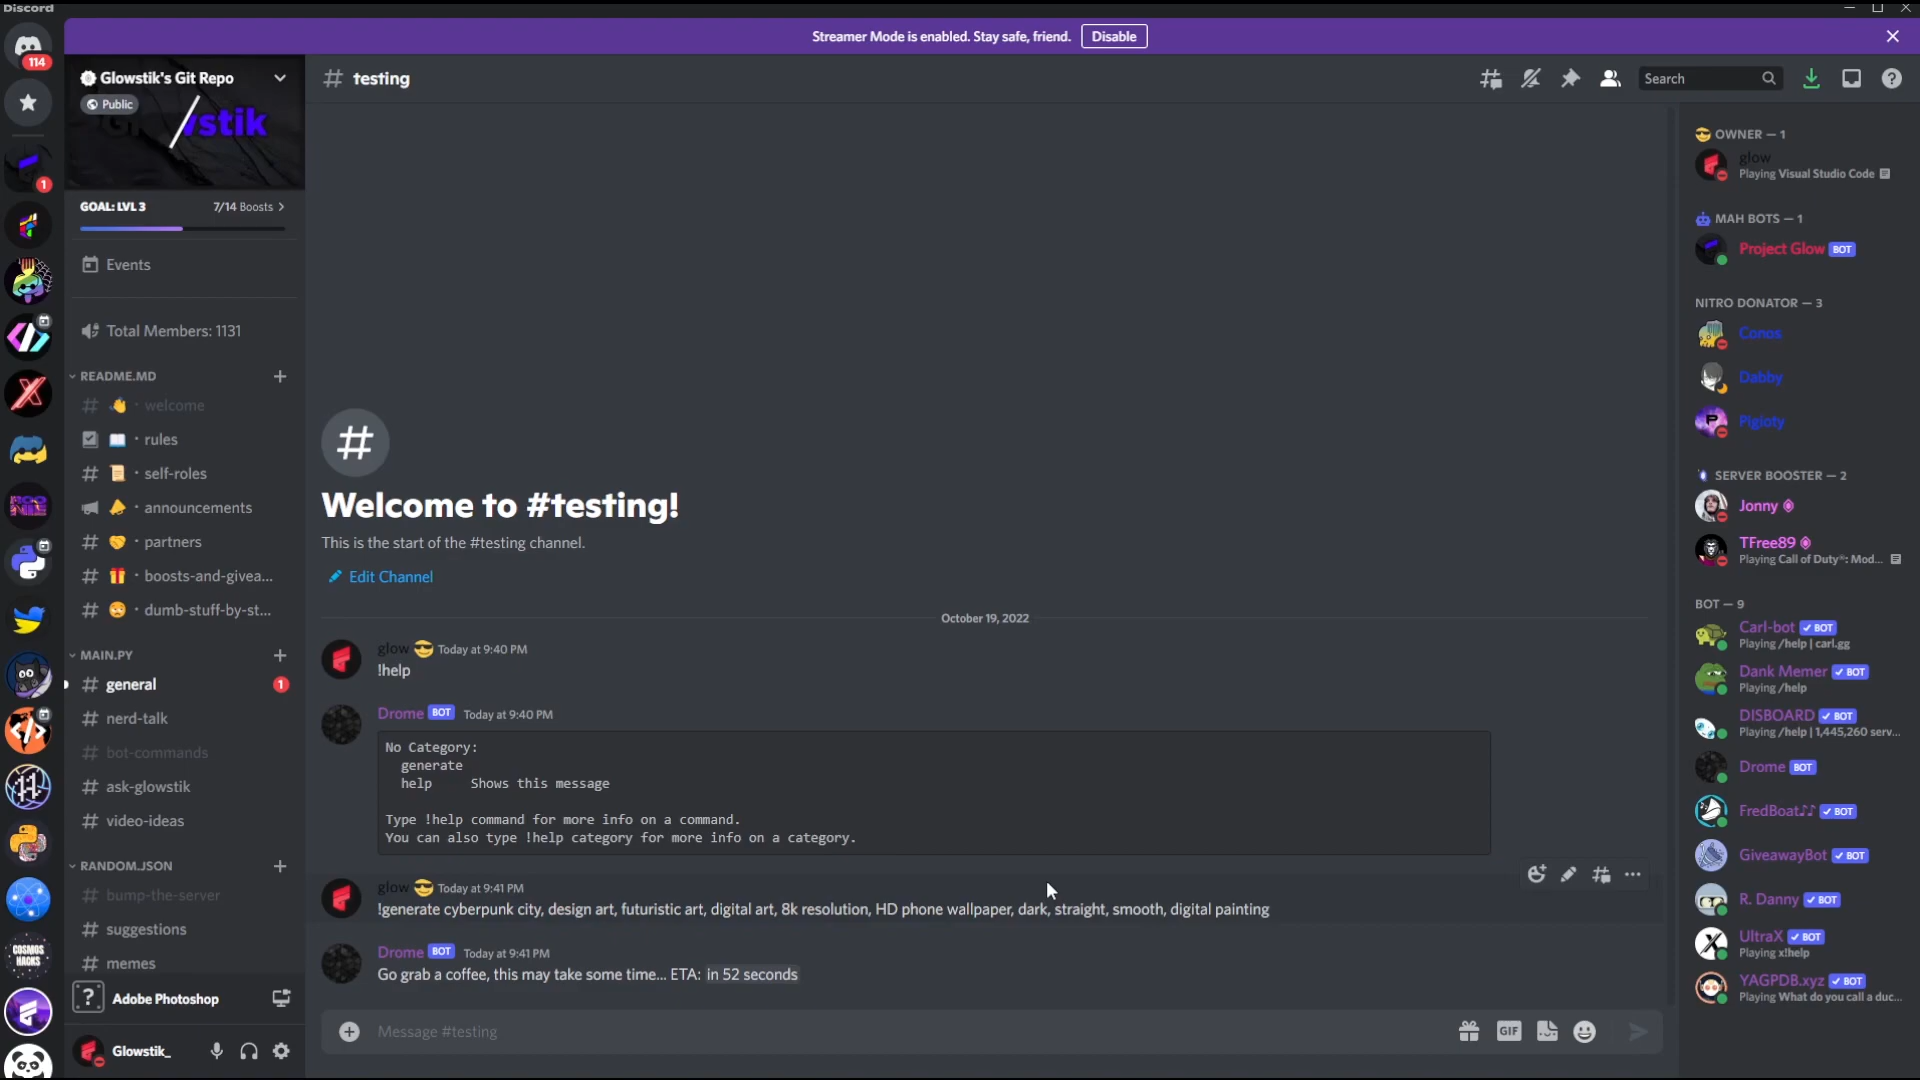 Discord
Streamer Mode is enabled. Stay safe, friend. Disable
114
Glowstik's Git Repo
Public
GOAL: LVL 3 7/14 Boosts
1
Events
Total Members: 1131
README.MD
welcome
rules
self-roles
announcements
partners
boosts-and-givea...
dumb-stuff-by-st...
MAIN.PY
general 1
nerd-talk
bot-commands
ask-glowstik
video-ideas
RANDOM.JSON
bump-the-server
suggestions
memes
COSMOS
HACKS
? Adobe Photoshop
Glowstik_
# testing
Search
#
Welcome to #testing!
This is the start of the #testing channel.
Edit Channel
October 19, 2022
glow Today at 9:40 PM
!help
Drome BOT Today at 9:40 PM
No Category:
generate
help Shows this message
Type !help command for more info on a command.
You can also type !help category for more info on a category.
glow Today at 9:41 PM
!generate cyberpunk city, design art, futuristic art, digital art, 8k resolution, HD phone wallpaper, dark, straight, smooth, digital painting
Drome BOT Today at 9:41 PM
Go grab a coffee, this may take some time... ETA: in 52 seconds
Message #testing
GIF
OWNER — 1
glow
Playing Visual Studio Code
MAH BOTS — 1
Project Glow BOT
NITRO DONATOR — 3
Conos
Dabby
Pigioty
SERVER BOOSTER — 2
Jonny
TFree89
Playing Call of Duty®: Mod...
BOT — 9
Carl-bot BOT
Playing /help | carl.gg
Dank Memer BOT
Playing /help
DISBOARD BOT
Playing /help | 1,445,260 serv...
Drome BOT
FredBoat♪♪ BOT
GiveawayBot BOT
R. Danny BOT
UltraX BOT
Playing x!help
YAGPDB.xyz BOT
Playing What do you call a duc...